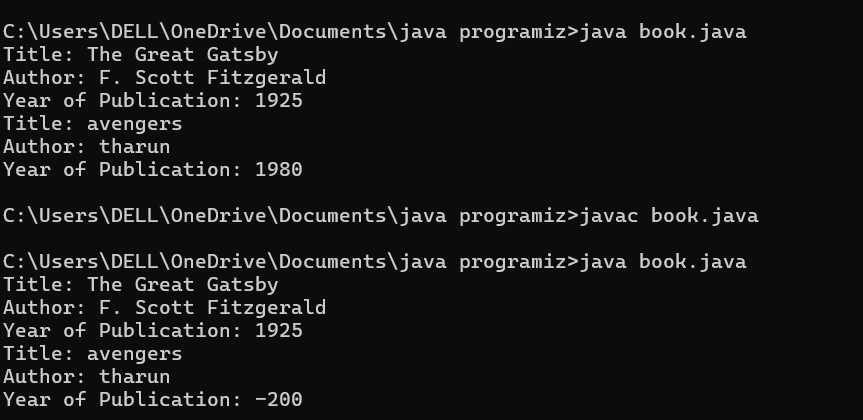 C:\Users\DELL\OneDrive\Documents\java programiz>java book.java
Title: The Great Gatsby
Author: F. Scott Fitzgerald
Year of Publication: 1925
Title: avengers
Author: tharun
Year of Publication: 1980
C:\Users\DELL\OneDrive\Documents\java programiz>javac book.java
C:\Users\DELL\OneDrive\Documents\java programiz>java book.java
Title: The Great Gatsby
Author: F. Scott Fitzgerald
Year of Publication: 1925
Title: avengers
Author: tharun
Year of Publication: -200